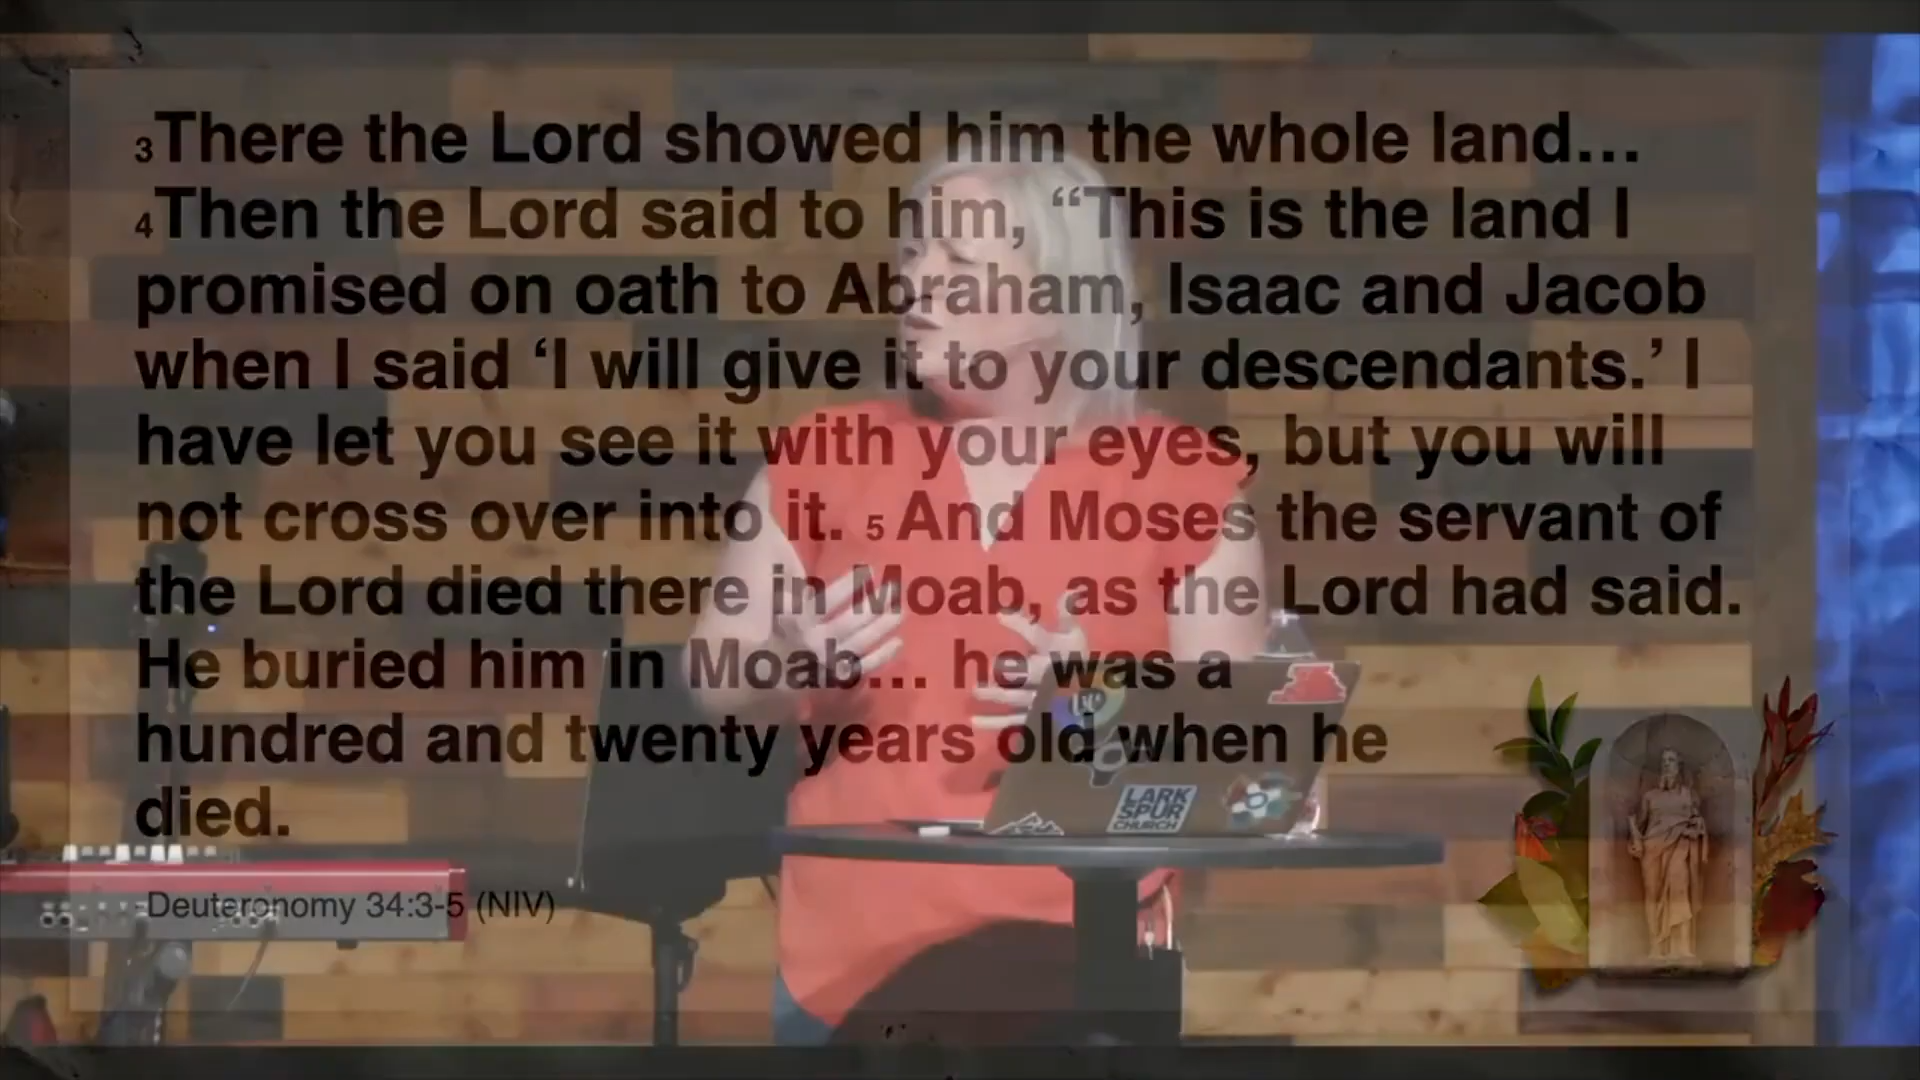 3There the Lord showed him the whole land...
4Then the Lord said to him, “This is the land I
promised on oath to Abraham, Isaac and Jacob
when I said ‘I will give it to your descendants.’ I
have let you see it with your eyes, but you will
not cross over into it. 5 And Moses the servant of
the Lord died there in Moab, as the Lord had said.
He buried him in Moab... he was a
hundred and twenty years old when he
died.
Deuteronomy 34:3-5 (NIV)
LARK
SPUR
CHURCH